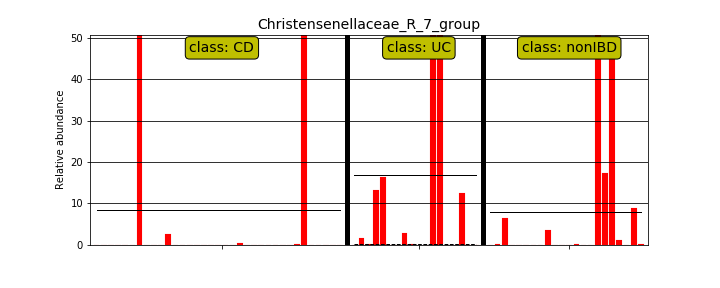 Christensenellaceae_R_7_group
class: CD
class: UC
class: nonIBD
Relative abundance
50
40
30
20
10
0